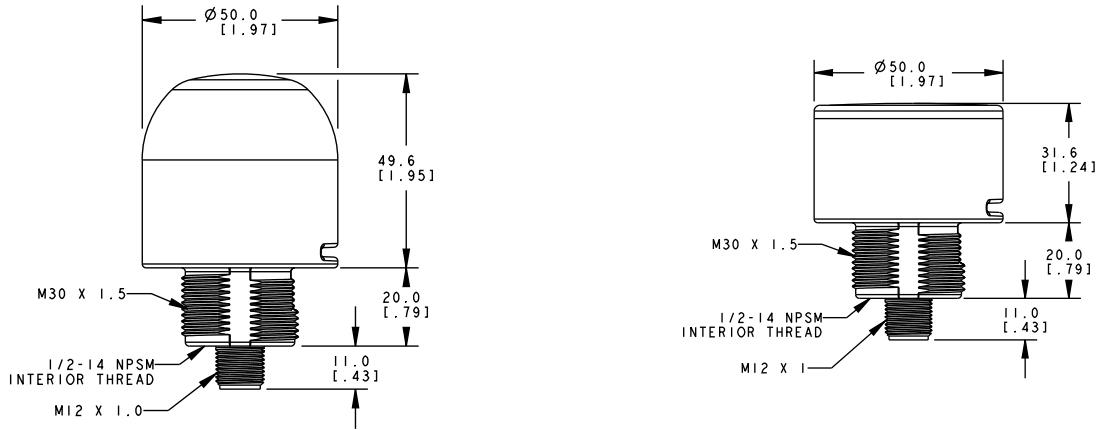 Ø50.0
[1.97]
49.6
[1.95]
M30 X 1.5
20.0
[.79]
1/2-14 NPSM
INTERIOR THREAD
11.0
[.43]
M12 X 1.0
Ø50.0
[1.97]
31.6
[1.24]
M30 X 1.5
20.0
[.79]
1/2-14 NPSM
INTERIOR THREAD
11.0
[.43]
M12 X 1